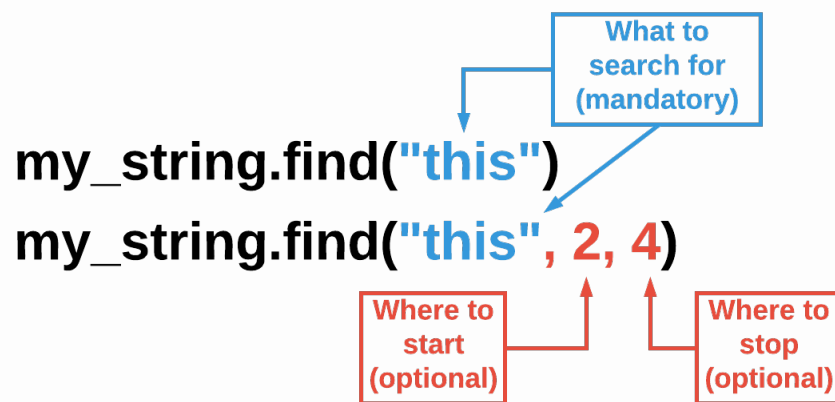 What to
search for
(mandatory)
my_string.find("this")
my_string.find("this", 2, 4)
Where to
start
(optional)
Where to
stop
(optional)